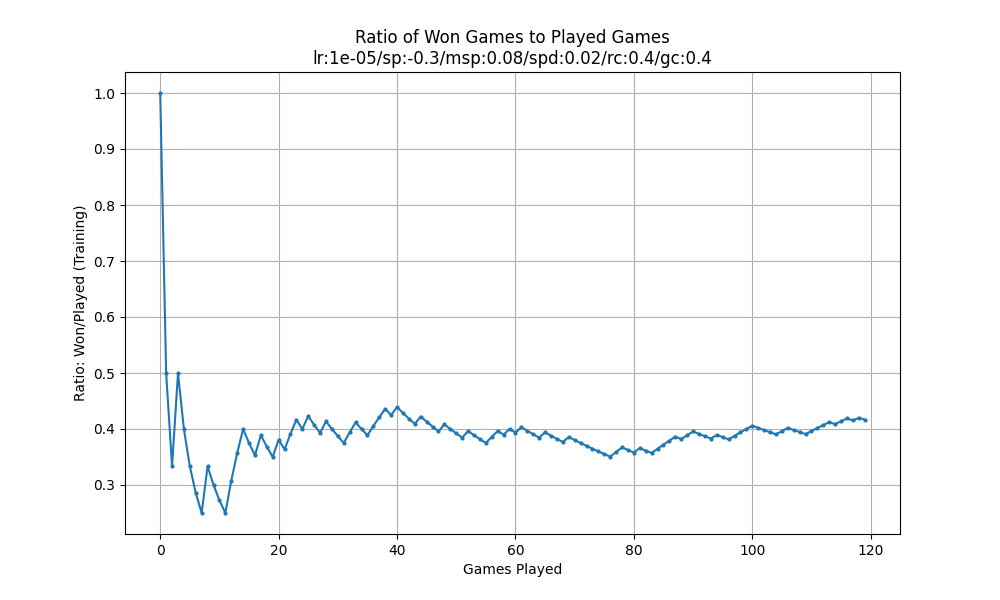 Ratio of Won Games to Played Games
lr:1e-05/sp:-0.3/msp:0.08/spd:0.02/rc:0.4/gc:0.4
Ratio: Won/Played (Training)
1.0
0.9
0.8
0.7
0.6
0.5
0.4
0.3
0 20 40 60 80 100 120
Games Played